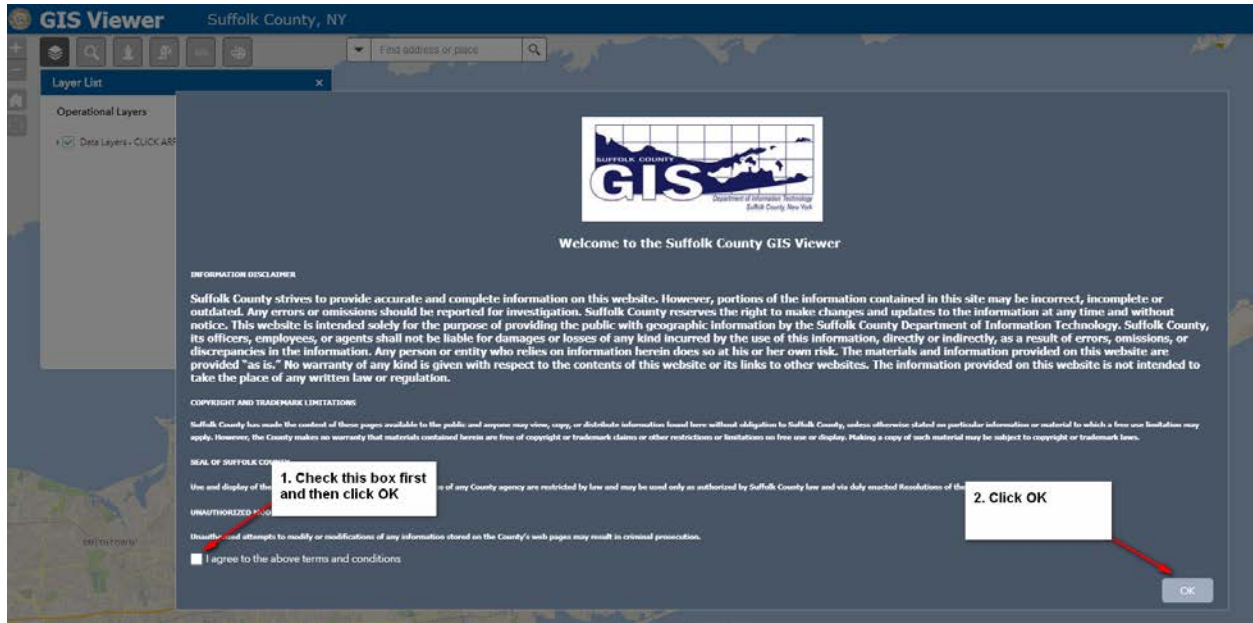 GIS Viewer Suffolk County, NY
Find address or place
Layer List
Operational Layers
Data Layers - CLICK ARR
SUFFOLK COUNTY
GIS
Department of Information Technology
Suffolk County, New York
Welcome to the Suffolk County GIS Viewer
INFORMATION DISCLAIMER
Suffolk County strives to provide accurate and complete information on this website. However, portions of the information contained in this site may be incorrect, incomplete or
outdated. Any errors or omissions should be reported for investigation. Suffolk County reserves the right to make changes and updates to the information at any time and without
notice. This website is intended solely for the purpose of providing the public with geographic information by the Suffolk County Department of Information Technology. Suffolk County,
its officers, employees, or agents shall not be liable for damages or losses of any kind incurred by the use of this information, directly or indirectly, as a result of errors, omissions, or
discrepancies in the information. Any person or entity who relies on information herein does so at his or her own risk. The materials and information provided on this website are
provided "as is." No warranty of any kind is given with respect to the contents of this website or its links to other websites. The information provided on this website is not intended to
take the place of any written law or regulation.
COPYRIGHT AND TRADEMARK LIMITATIONS
Suffolk County has made the content of these pages available to the public and anyone may view, copy, or distribute information found here without obligation to Suffolk County, unless otherwise stated on particular information or material to which a free use limitation may
apply. However, the County makes no warranty that materials contained herein are free of copyright or trademark claims or other restrictions or limitations on free use or display. Making a copy of such material may be subject to copyright or trademark laws.
SEAL OF SUFFOLK COUNTY
1. Check this box first
and then click OK
Use and display of the of any County agency are restricted by law and may be used only as authorized by Suffolk County law and via duly enacted Resolutions of the
2. Click OK
UNAUTHORIZED
Unauthorized attempts to modify or modifications of any information stored on the County's web pages may result in criminal prosecution.
I agree to the above terms and conditions
OK